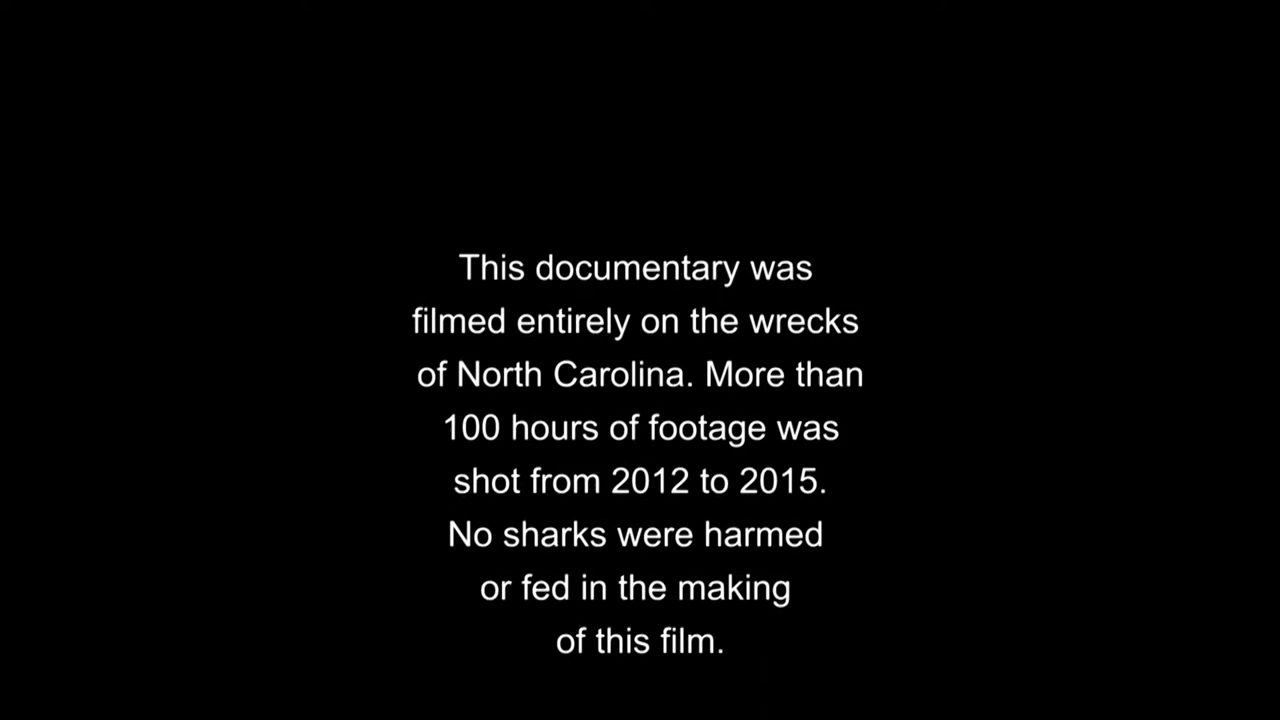 This documentary was
filmed entirely on the wrecks
of North Carolina. More than
100 hours of footage was
shot from 2012 to 2015.
No sharks were harmed
or fed in the making
of this film.